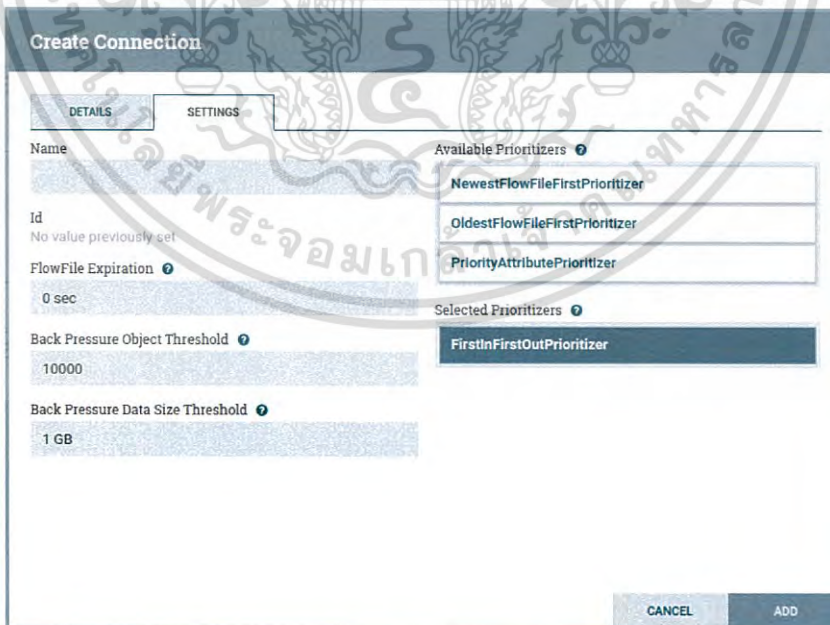 Create Connection
DETAILS
SETTINGS
Name
Id
No value previously set
FlowFile Expiration
0 sec
Back Pressure Object Threshold
10000
Back Pressure Data Size Threshold
1 GB
Available Prioritizers
NewestFlowFileFirstPrioritizer
OldestFlowFileFirstPrioritizer
PriorityAttributePrioritizer
Selected Prioritizers
FirstInFirstOutPrioritizer
CANCEL
ADD